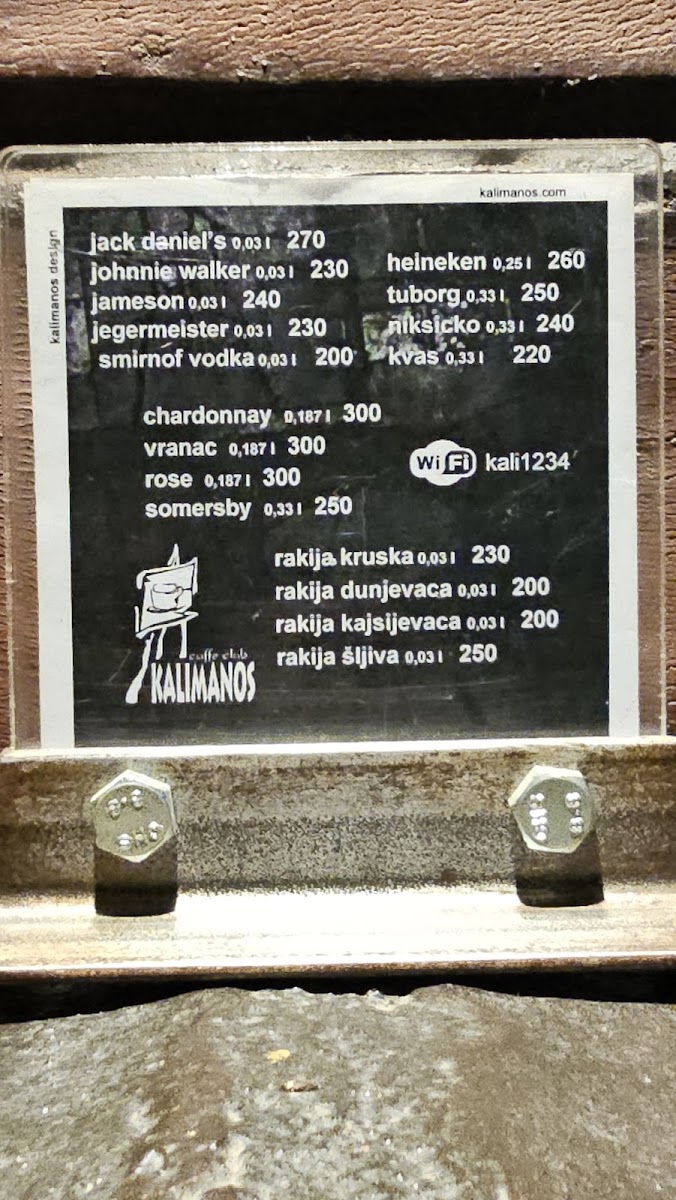 kalimanos.com
kalimanos design
jack daniel's 0,03 l 270
johnnie walker 0,03 l 230
jameson 0,03 l 240
jegermeister 0,03 l 230
smirnof vodka 0,03 l 200
heineken 0,25 l 260
tuborg 0,33 l 250
niksicko 0,33 l 240
kvas 0,33 l 220
chardonnay 0,187 l 300
vranac 0,187 l 300
rose 0,187 l 300
somersby 0,33 l 250
WiFi kali1234
rakija kruska 0,03 l 230
rakija dunjevaca 0,03 l 200
rakija kajsijevaca 0,03 l 200
rakija šljiva 0,03 l 250
caffe club
KALIMANOS